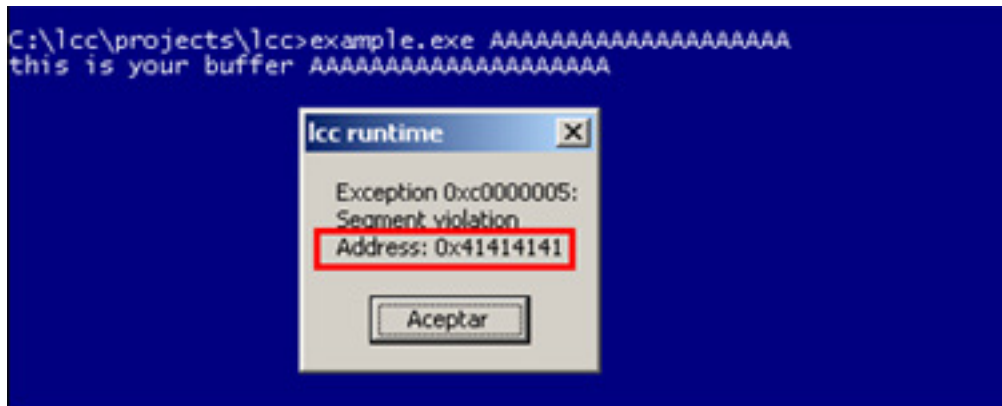 C:\lcc\projects\lcc>example.exe AAAAAAAAAAAAAAAAAAAA
this is your buffer AAAAAAAAAAAAAAAAAAAA
lcc runtime
Exception 0xc0000005:
Segment violation
Address: 0x41414141
Aceptar